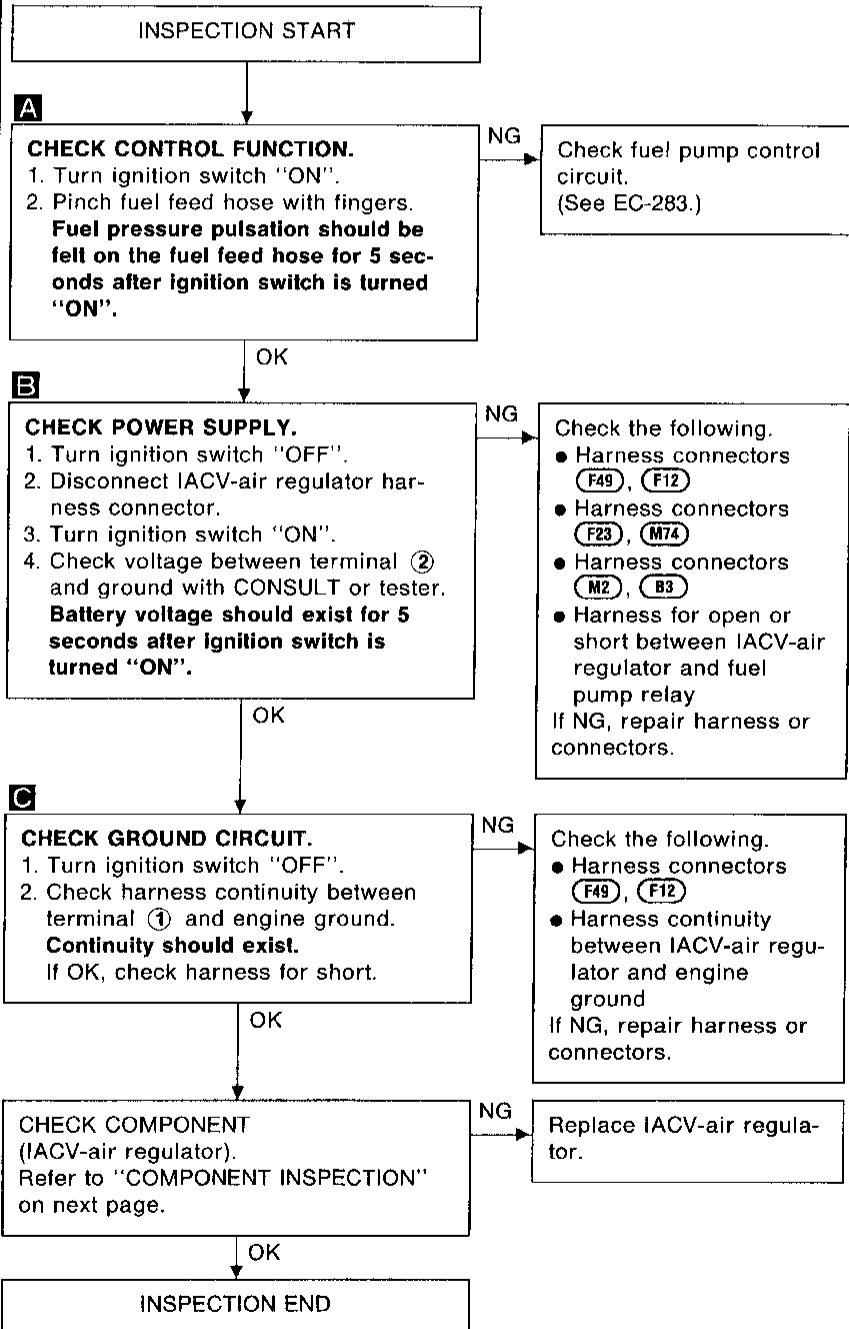 INSPECTION START
A
CHECK CONTROL FUNCTION.
1. Turn ignition switch "ON".
2. Pinch fuel feed hose with fingers.
Fuel pressure pulsation should be
felt on the fuel feed hose for 5 sec-
onds after ignition switch is turned
"ON".
NG
Check fuel pump control
circuit.
(See EC-283.)
OK
B
CHECK POWER SUPPLY.
1. Turn ignition switch "OFF".
2. Disconnect IACV-air regulator har-
ness connector.
3. Turn ignition switch "ON".
4. Check voltage between terminal ②
and ground with CONSULT or tester.
Battery voltage should exist for 5
seconds after ignition switch is
turned "ON".
NG
Check the following.
● Harness connectors
F49, F12
● Harness connectors
F23, M74
● Harness connectors
M2, B3
● Harness for open or
short between IACV-air
regulator and fuel
pump relay
If NG, repair harness or
connectors.
OK
C
CHECK GROUND CIRCUIT.
1. Turn ignition switch "OFF".
2. Check harness continuity between
terminal ① and engine ground.
Continuity should exist.
If OK, check harness for short.
NG
Check the following.
● Harness connectors
F49, F12
● Harness continuity
between IACV-air regu-
lator and engine
ground
If NG, repair harness or
connectors.
OK
CHECK COMPONENT
(IACV-air regulator).
Refer to "COMPONENT INSPECTION"
on next page.
NG
Replace IACV-air regula-
tor.
OK
INSPECTION END